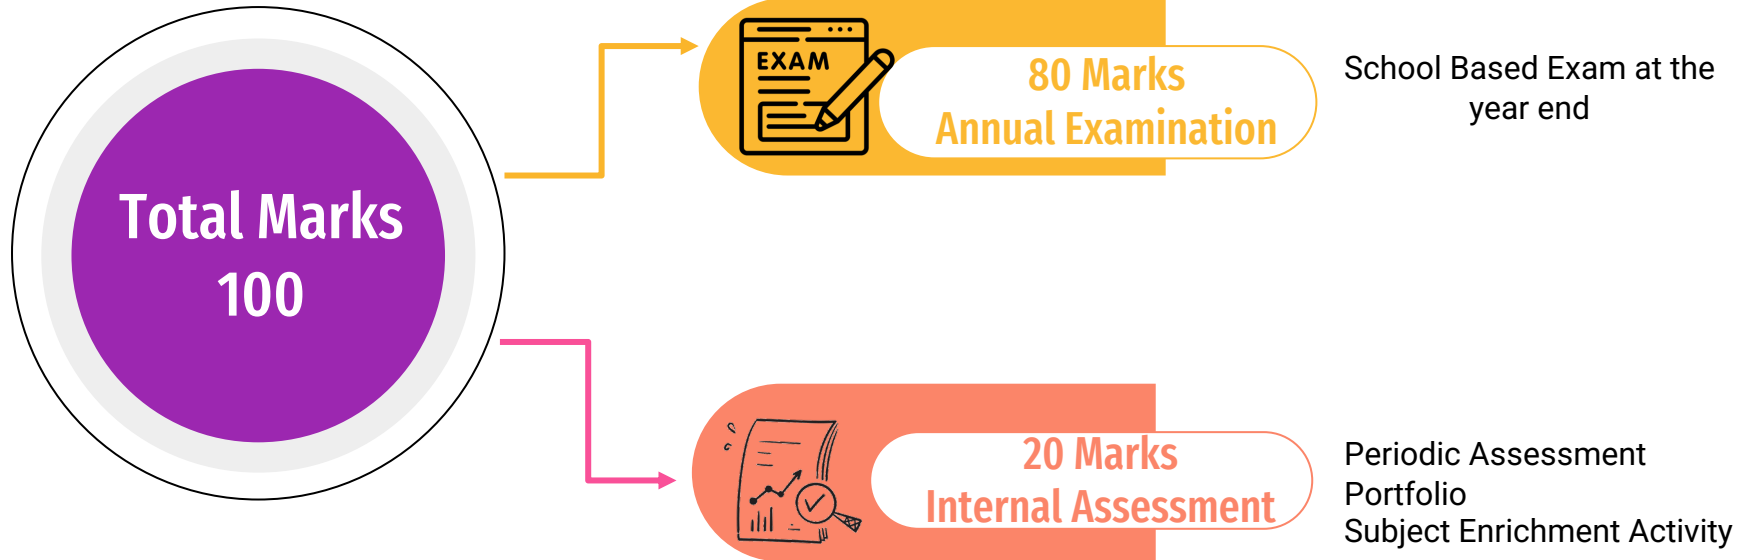 Total Marks
100
EXAM
80 Marks
Annual Examination
School Based Exam at the
year end
20 Marks
Internal Assessment
Periodic Assessment
Portfolio
Subject Enrichment Activity